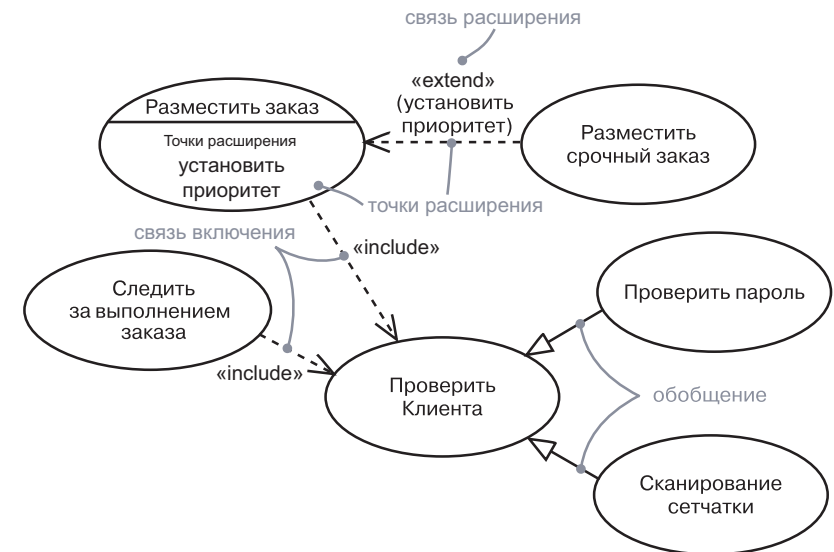 связь расширения
«extend»
(установить
приоритет)
Разместить заказ
Точки расширения
установить
приоритет
Разместить
срочный заказ
точки расширения
связь включения
«include»
Следить
за выполнением
заказа
«include»
Проверить пароль
Проверить
Клиента
обобщение
Сканирование
сетчатки